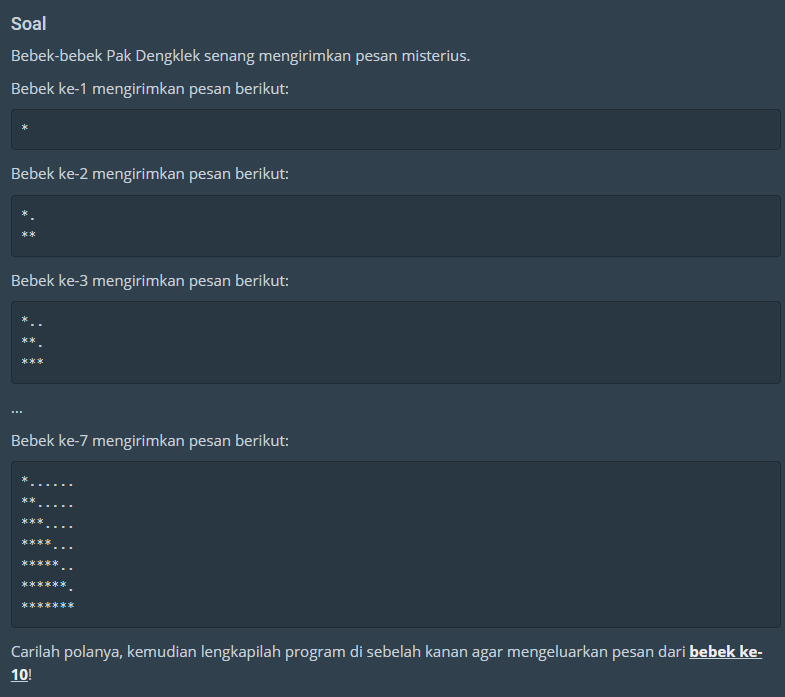 Soal
Bebek-bebek Pak Dengklek senang mengirimkan pesan misterius.
Bebek ke-1 mengirimkan pesan berikut:
*
Bebek ke-2 mengirimkan pesan berikut:
*.
**
Bebek ke-3 mengirimkan pesan berikut:
*..
**.
***
...
Bebek ke-7 mengirimkan pesan berikut:
*......
**.....
***....
****...
*****..
******.
*******
Carilah polanya, kemudian lengkapilah program di sebelah kanan agar mengeluarkan pesan dari bebek ke-
10!